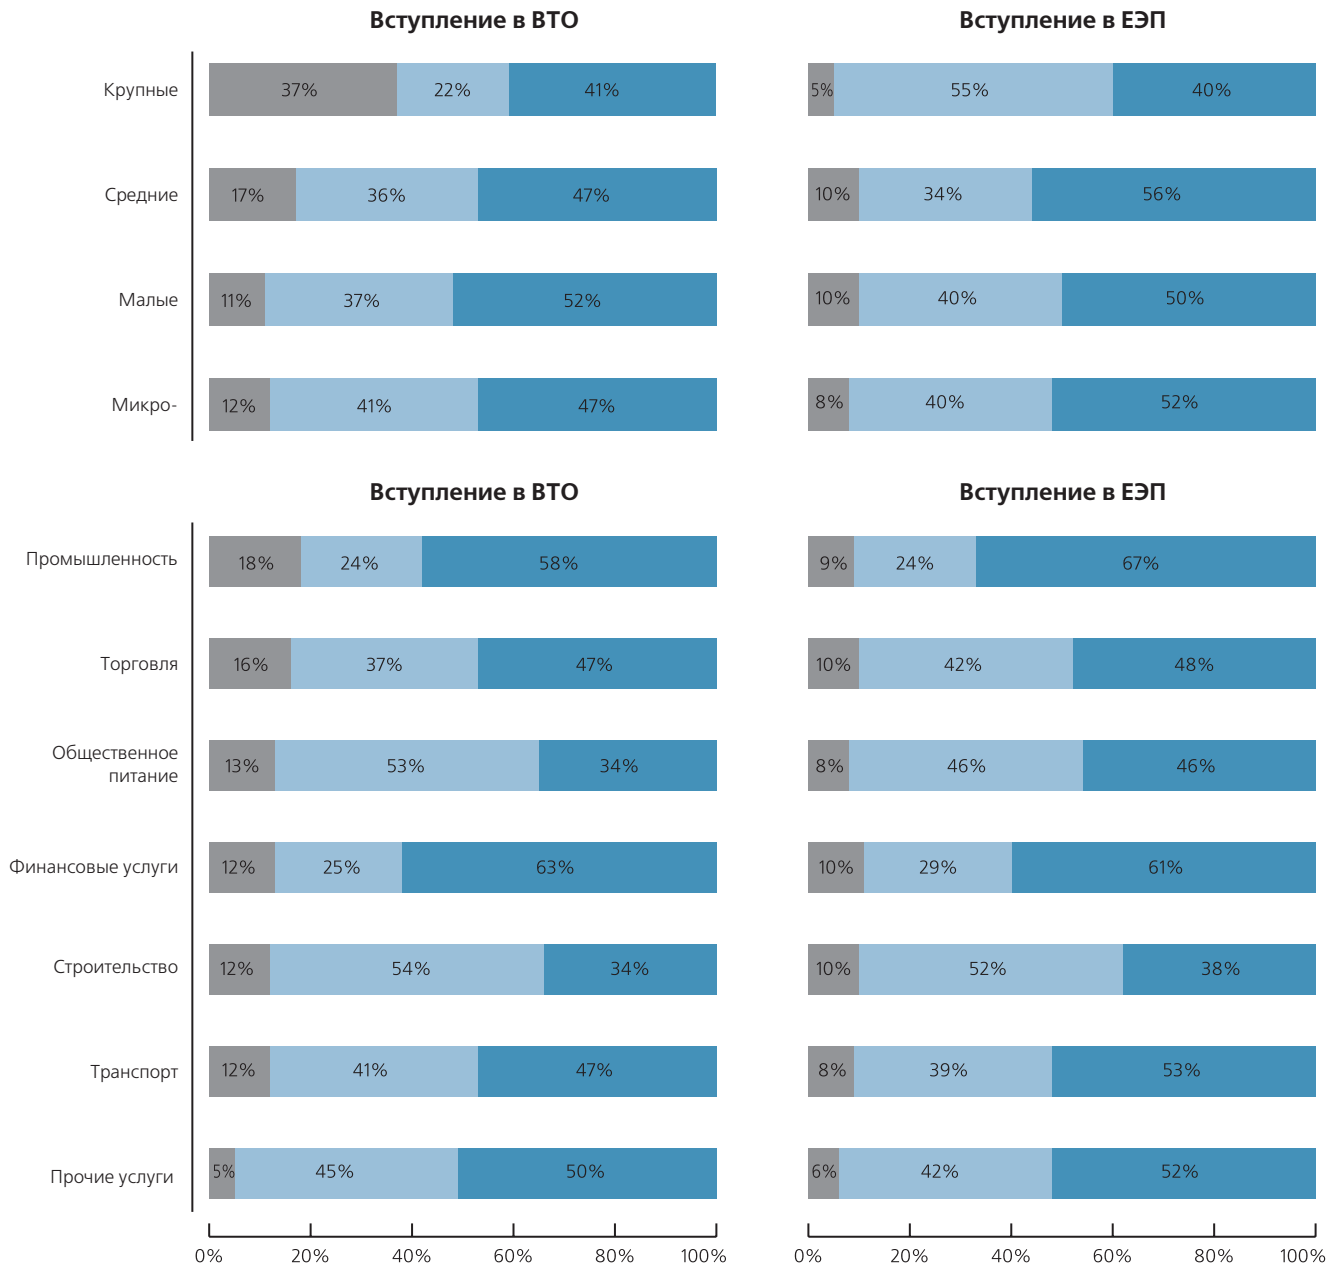 Вступление в ВТО Вступление в ЕЭП
Крупные 37% 22% 41% 5% 55% 40%
Средние 17% 36% 47% 10% 34% 56%
Малые 11% 37% 52% 10% 40% 50%
Микро- 12% 41% 47% 8% 40% 52%
Вступление в ВТО Вступление в ЕЭП
Промышленность 18% 24% 58% 9% 24% 67%
Торговля 16% 37% 47% 10% 42% 48%
Общественное
питание 13% 53% 34% 8% 46% 46%
Финансовые услуги 12% 25% 63% 10% 29% 61%
Строительство 12% 54% 34% 10% 52% 38%
Транспорт 12% 41% 47% 8% 39% 53%
Прочие услуги 5% 45% 50% 6% 42% 52%
0% 20% 40% 60% 80% 100% 0% 20% 40% 60% 80% 100%